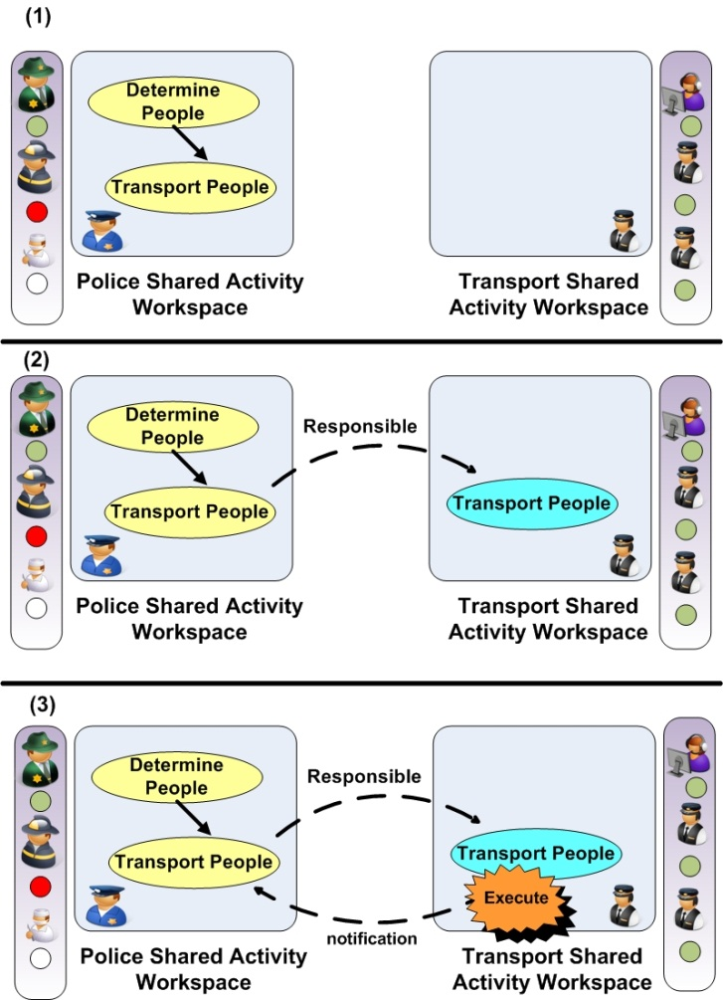 (1)
Determine
People
Transport People
Police Shared Activity
Workspace
Transport Shared
Activity Workspace
(2)
Determine
People
Transport People
Responsible
Transport People
Police Shared Activity
Workspace
Transport Shared
Activity Workspace
(3)
Determine
People
Transport People
Responsible
Transport People
Execute
notification
Police Shared Activity
Workspace
Transport Shared
Activity Workspace